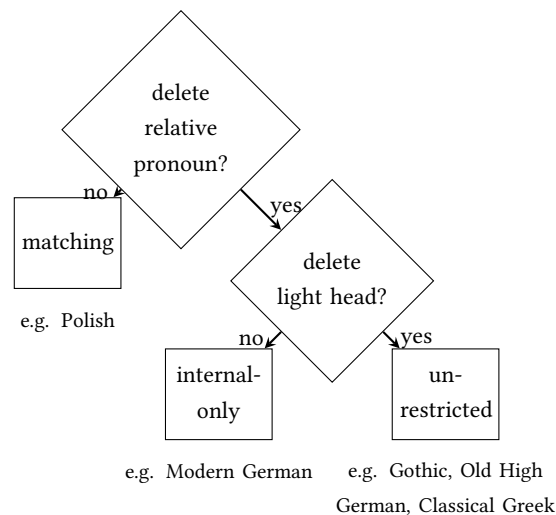 delete
relative
pronoun?
no
yes
matching
delete
light head?
e.g. Polish
no
yes
internal-
only
un-
restricted
e.g. Modern German
e.g. Gothic, Old High
German, Classical Greek